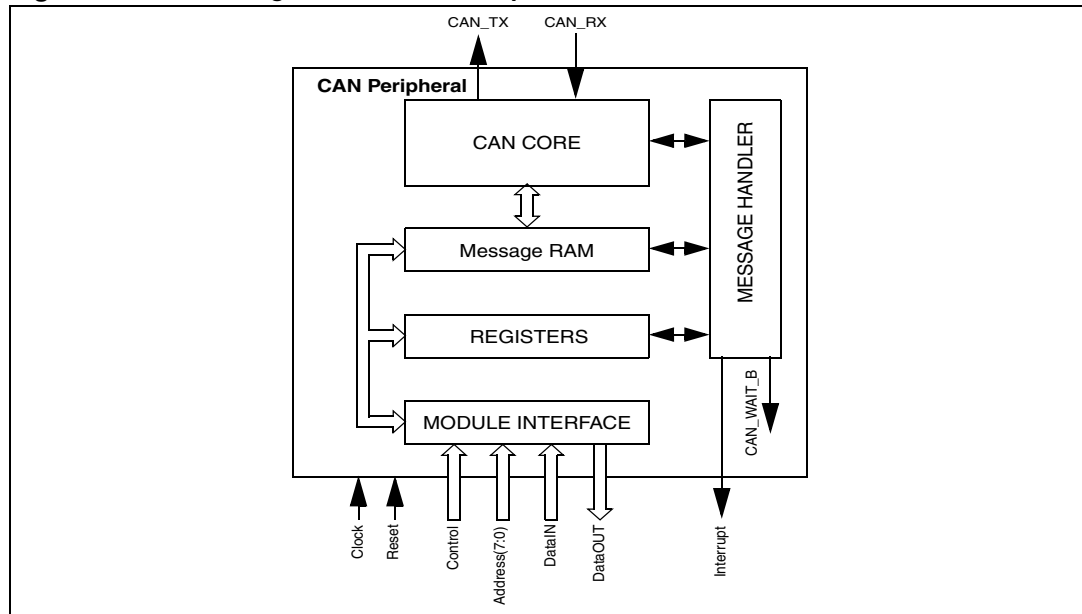 CAN_TX
CAN_RX
CAN Peripheral
CAN CORE
MESSAGE HANDLER
Message RAM
REGISTERS
MODULE INTERFACE
CAN_WAIT_B
Clock
Reset
Control
Address(7:0)
DataIN
DataOUT
Interrupt